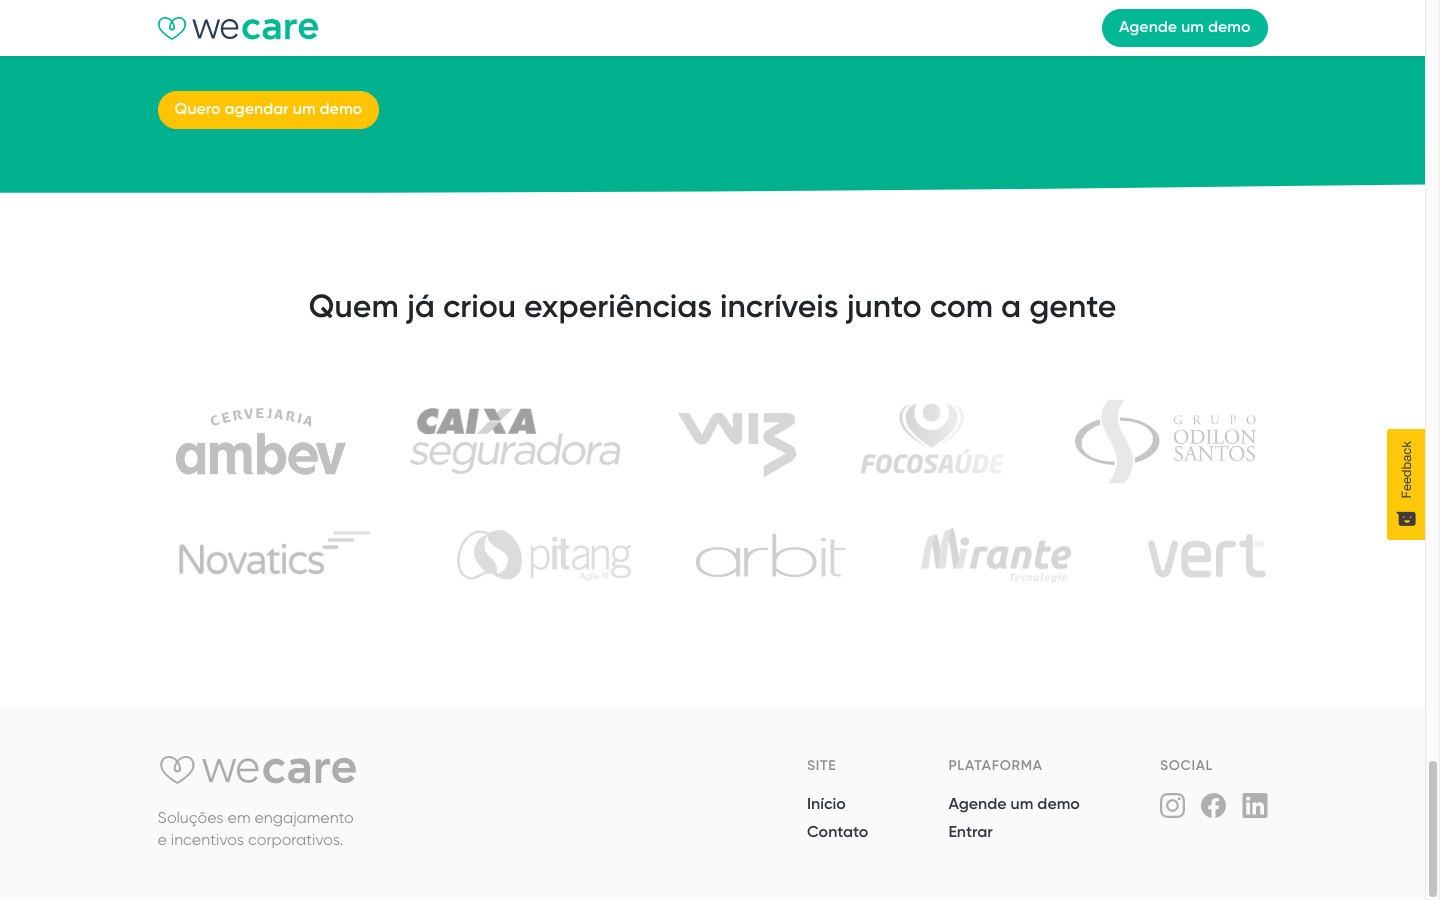 wecare
Agende um demo
Quero agendar um demo
Quem já criou experiências incríveis junto com a gente
CERVEJARIA
ambev
CAIXA
seguradora
WIZ
FOCOSAÚDE
GRUPO
ODILON
SANTOS
Feedback
Novatics
pitang
Agile IT
arbit
Mirante
Tecnologia
vert
wecare
Soluções em engajamento
e incentivos corporativos.
SITE
Início
Contato
PLATAFORMA
Agende um demo
Entrar
SOCIAL